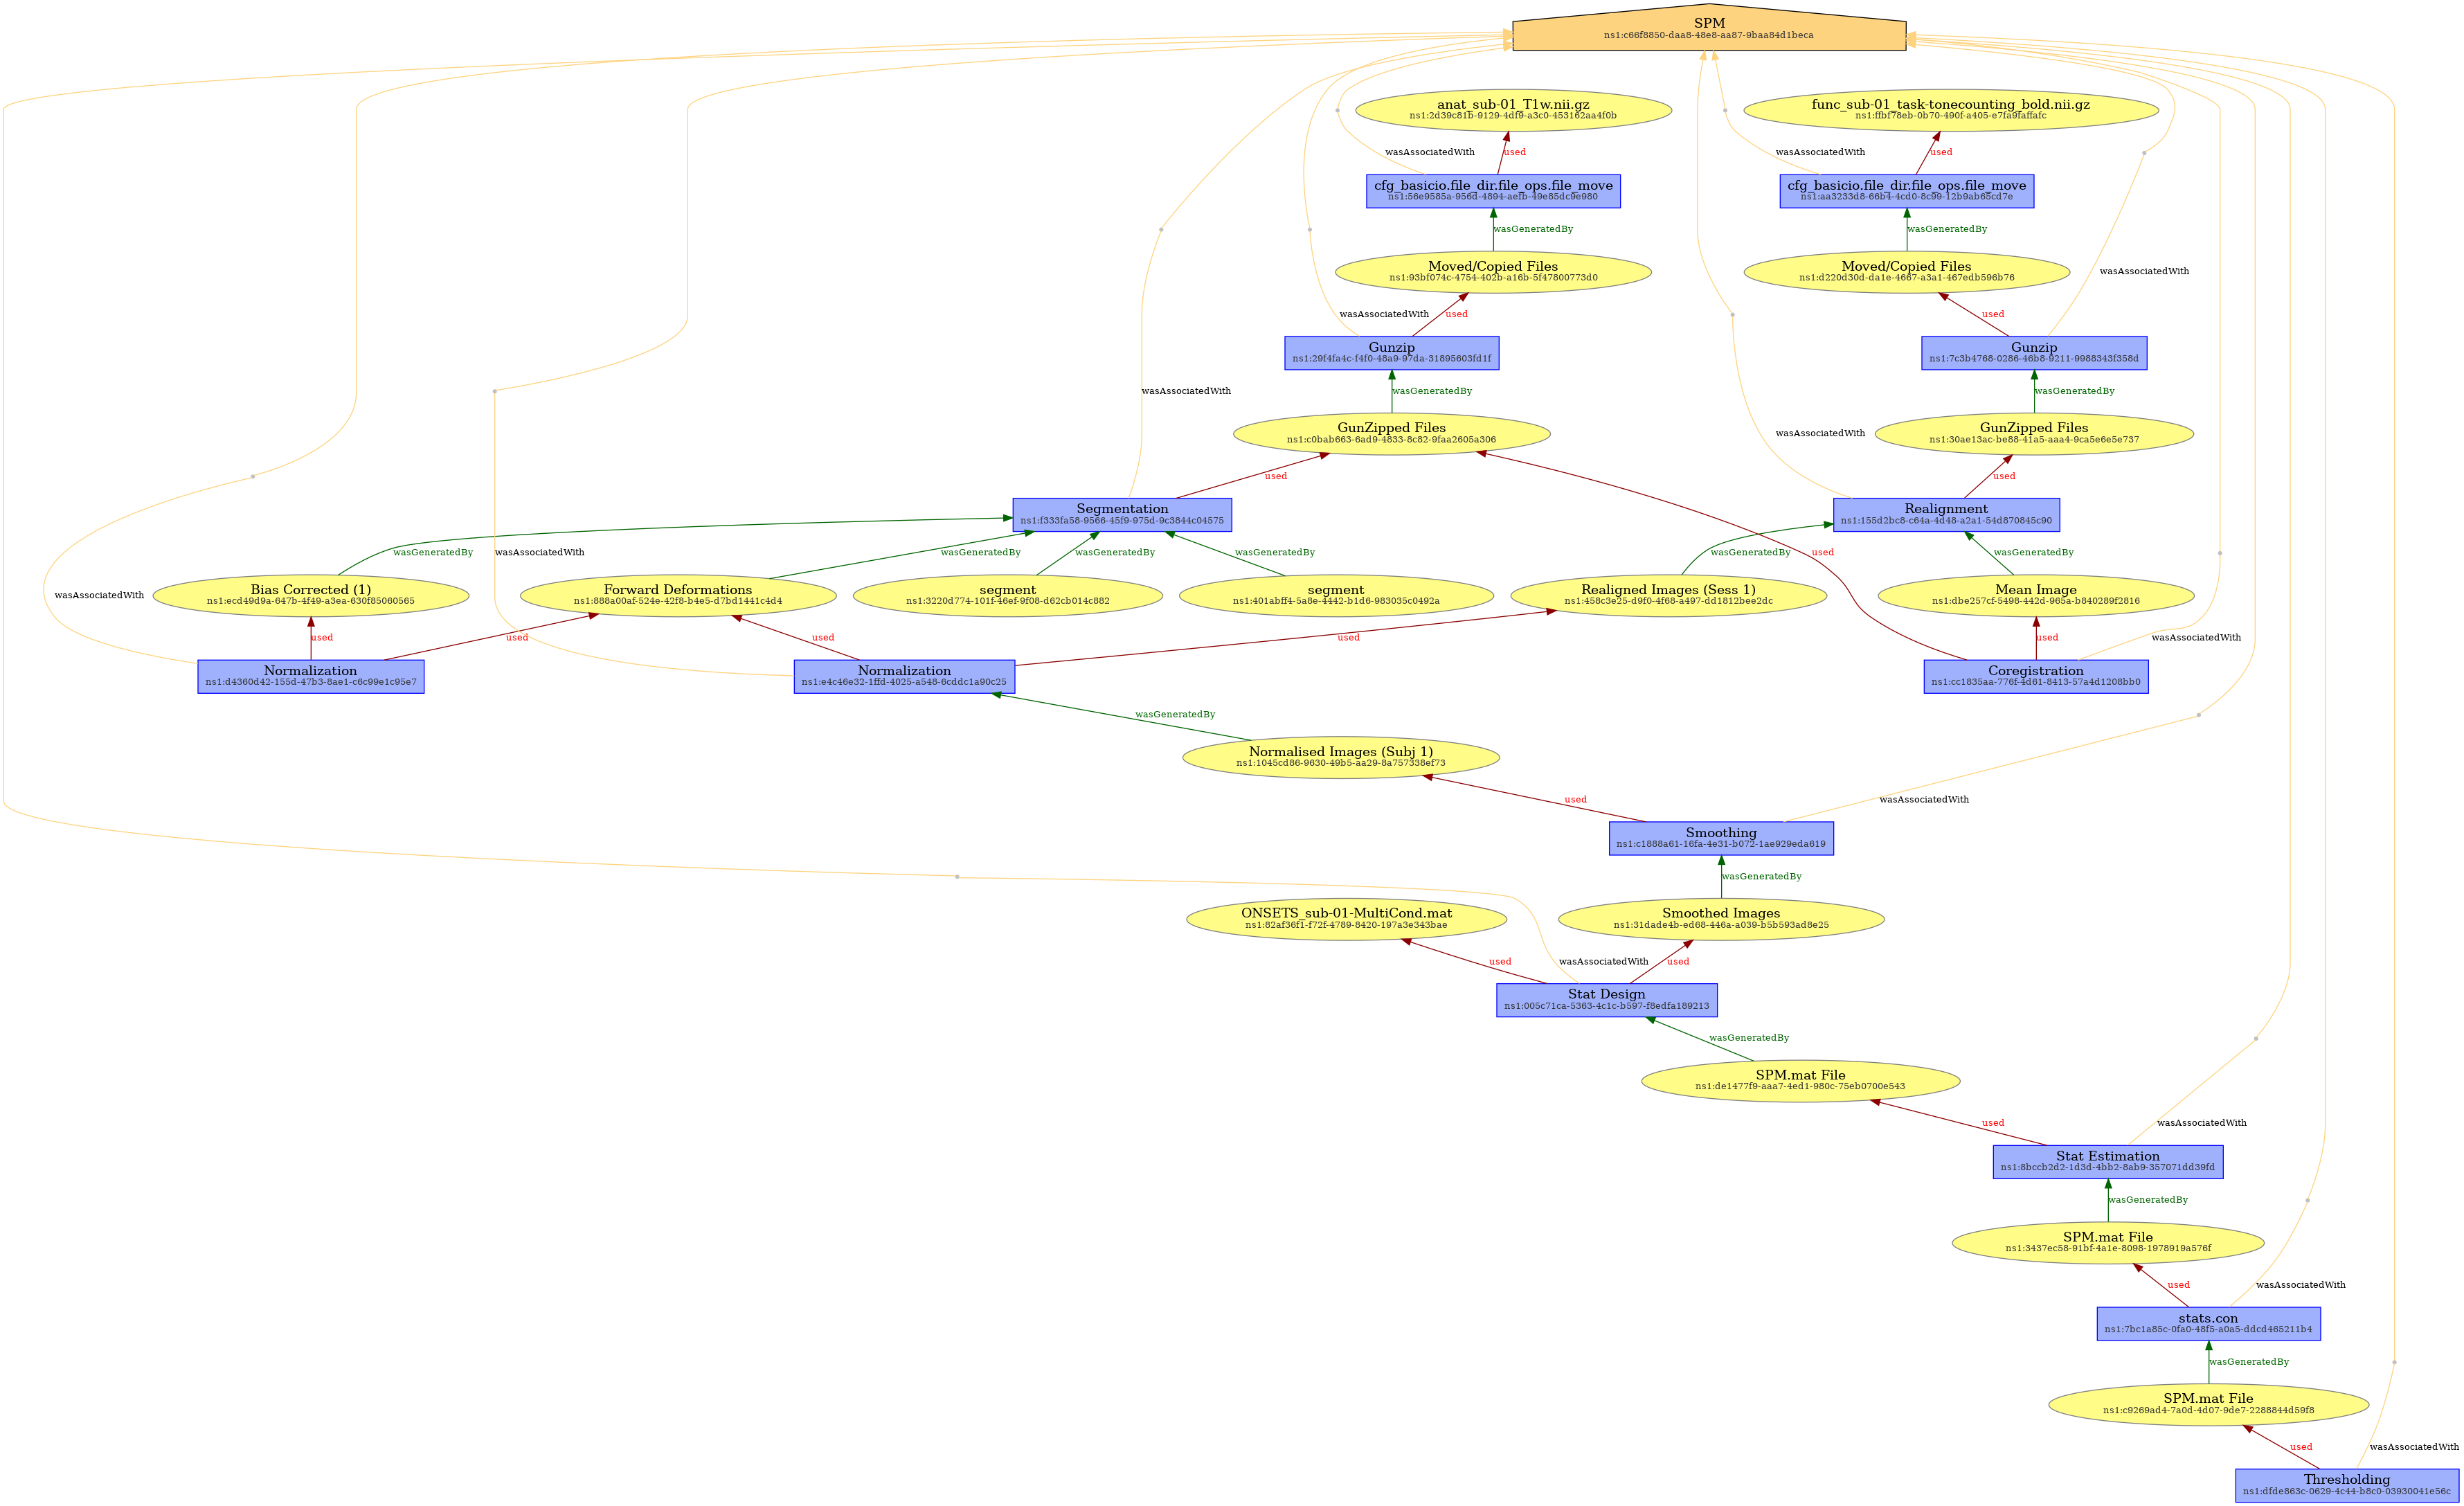 SPM
ns1:c66f8850-daa8-48e8-aa87-9baa84d1beca
anat_sub-01_T1w.nii.gz
ns1:2d39c81b-9129-4df9-a3c0-453162aa4f0b
func_sub-01_task-tonecounting_bold.nii.gz
ns1:ffbf78eb-0b70-490f-a405-e7fa9faffafc
wasAssociatedWith
used
wasAssociatedWith
used
cfg_basicio.file_dir.file_ops.file_move
ns1:56e9585a-956d-4894-aefb-49e85dc9e980
cfg_basicio.file_dir.file_ops.file_move
ns1:aa3233d8-66b4-4cd0-8c99-12b9ab65cd7e
wasGeneratedBy
wasGeneratedBy
Moved/Copied Files
ns1:93bf074c-4754-402b-a16b-5f47800773d0
Moved/Copied Files
ns1:d220d30d-da1e-4667-a3a1-467edb596b76
wasAssociatedWith
wasAssociatedWith
used
used
Gunzip
ns1:29f4fa4c-f4f0-48a9-97da-31895603fd1f
Gunzip
ns1:7c3b4768-0286-46b8-9211-9988343f358d
wasAssociatedWith
wasGeneratedBy
wasGeneratedBy
GunZipped Files
ns1:c0bab663-6ad9-4833-8c82-9faa2605a306
GunZipped Files
ns1:30ae13ac-be88-41a5-aaa4-9ca5e6e5e737
wasAssociatedWith
used
used
Segmentation
ns1:f333fa58-9566-45f9-975d-9c3844c04575
Realignment
ns1:155d2bc8-c64a-4d48-a2a1-54d870845c90
wasGeneratedBy
wasAssociatedWith
wasGeneratedBy
wasGeneratedBy
wasGeneratedBy
wasGeneratedBy
used
wasGeneratedBy
Bias Corrected (1)
ns1:ecd49d9a-647b-4f49-a3ea-630f85060565
Forward Deformations
ns1:888a00af-524e-42f8-b4e5-d7bd1441c4d4
segment
ns1:3220d774-101f-46ef-9f08-d62cb014c882
segment
ns1:401abff4-5a8e-4442-b1d6-983035c0492a
Realigned Images (Sess 1)
ns1:458c3e25-d9f0-4f68-a497-dd1812bee2dc
Mean Image
ns1:dbe257cf-5498-442d-965a-b840289f2816
wasAssociatedWith
used
used
used
used
used
wasAssociatedWith
Normalization
ns1:d4360d42-155d-47b3-8ae1-c6c99e1c95e7
Normalization
ns1:e4c46e32-1ffd-4025-a548-6cddc1a90c25
Coregistration
ns1:cc1835aa-776f-4d61-8413-57a4d1208bb0
wasGeneratedBy
Normalised Images (Subj 1)
ns1:1045cd86-9630-49b5-aa29-8a757338ef73
used
wasAssociatedWith
Smoothing
ns1:c1888a61-16fa-4e31-b072-1ae929eda619
wasGeneratedBy
ONSETS_sub-01-MultiCond.mat
ns1:82af36f1-f72f-4789-8420-197a3e343bae
Smoothed Images
ns1:31dade4b-ed68-446a-a039-b5b593ad8e25
used
wasAssociatedWith
used
Stat Design
ns1:005c71ca-5363-4c1c-b597-f8edfa189213
wasGeneratedBy
SPM.mat File
ns1:de1477f9-aaa7-4ed1-980c-75eb0700e543
used
wasAssociatedWith
Stat Estimation
ns1:8bccb2d2-1d3d-4bb2-8ab9-357071dd39fd
wasGeneratedBy
SPM.mat File
ns1:3437ec58-91bf-4a1e-8098-1978919a576f
used
wasAssociatedWith
stats.con
ns1:7bc1a85c-0fa0-48f5-a0a5-ddcd465211b4
wasGeneratedBy
SPM.mat File
ns1:c9269ad4-7a0d-4d07-9de7-2288844d59f8
used
wasAssociatedWith
Thresholding
ns1:dfde863c-0629-4c44-b8c0-03930041e56c